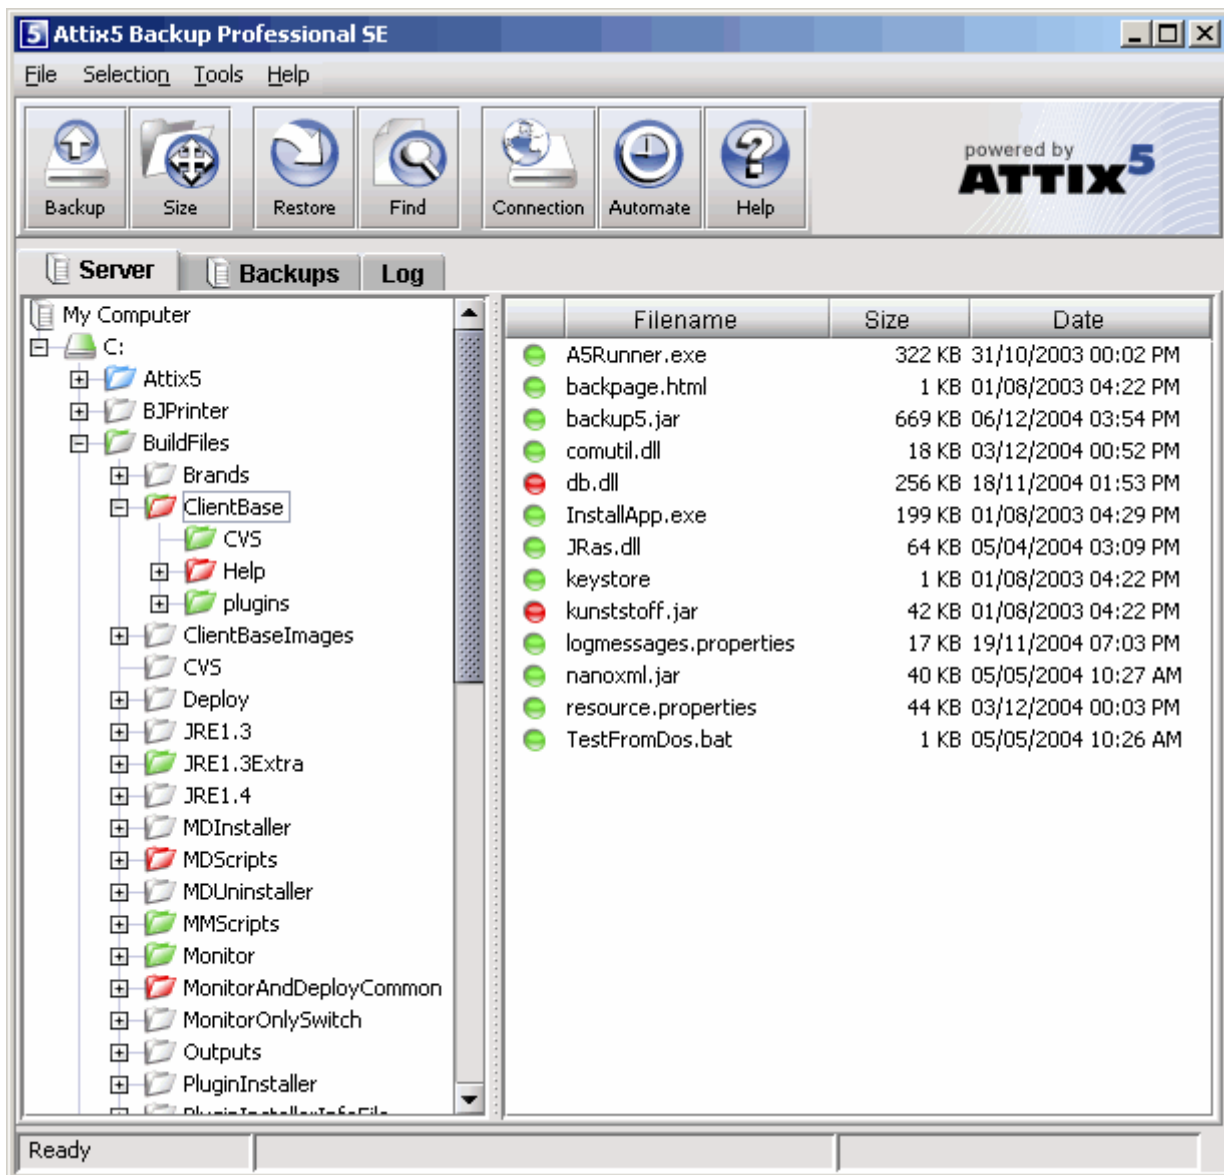 5 Attix5 Backup Professional SE
File Selection Tools Help
Backup Size Restore Find Connection Automate Help
powered by
ATTIX5
Server Backups Log
My Computer
C:
Attix5
BJPrinter
BuildFiles
Brands
ClientBase
CVS
Help
plugins
ClientBaseImages
CVS
Deploy
JRE1.3
JRE1.3Extra
JRE1.4
MDInstaller
MDScripts
MDUninstaller
MMScripts
Monitor
MonitorAndDeployCommon
MonitorOnlySwitch
Outputs
PluginInstaller
PluginInstallerInfoFile
Filename Size Date
A5Runner.exe 322 KB 31/10/2003 00:02 PM
backpage.html 1 KB 01/08/2003 04:22 PM
backup5.jar 669 KB 06/12/2004 03:54 PM
comutil.dll 18 KB 03/12/2004 00:52 PM
db.dll 256 KB 18/11/2004 01:53 PM
InstallApp.exe 199 KB 01/08/2003 04:29 PM
JRas.dll 64 KB 05/04/2004 03:09 PM
keystore 1 KB 01/08/2003 04:22 PM
kunststoff.jar 42 KB 01/08/2003 04:22 PM
logmessages.properties 17 KB 19/11/2004 07:03 PM
nanoxml.jar 40 KB 05/05/2004 10:27 AM
resource.properties 44 KB 03/12/2004 00:03 PM
TestFromDos.bat 1 KB 05/05/2004 10:26 AM
Ready